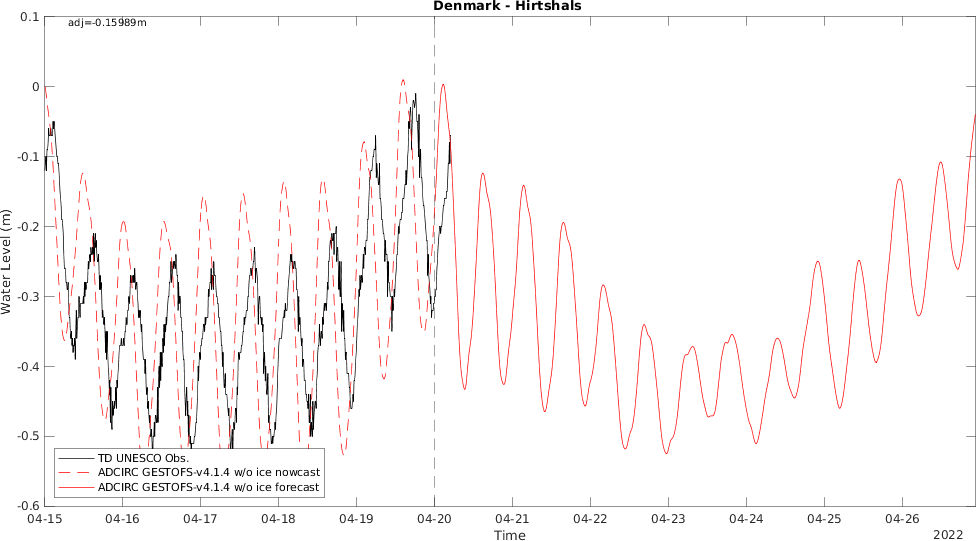 Denmark - Hirtshals
adj=-0.15989m
0.1
0
-0.1
-0.2
-0.3
-0.4
-0.5
-0.6
Water Level (m)
TD UNESCO Obs.
ADCIRC GESTOFS-v4.1.4 w/o ice nowcast
ADCIRC GESTOFS-v4.1.4 w/o ice forecast
04-15 04-16 04-17 04-18 04-19 04-20 04-21 04-22 04-23 04-24 04-25 04-26
Time
2022